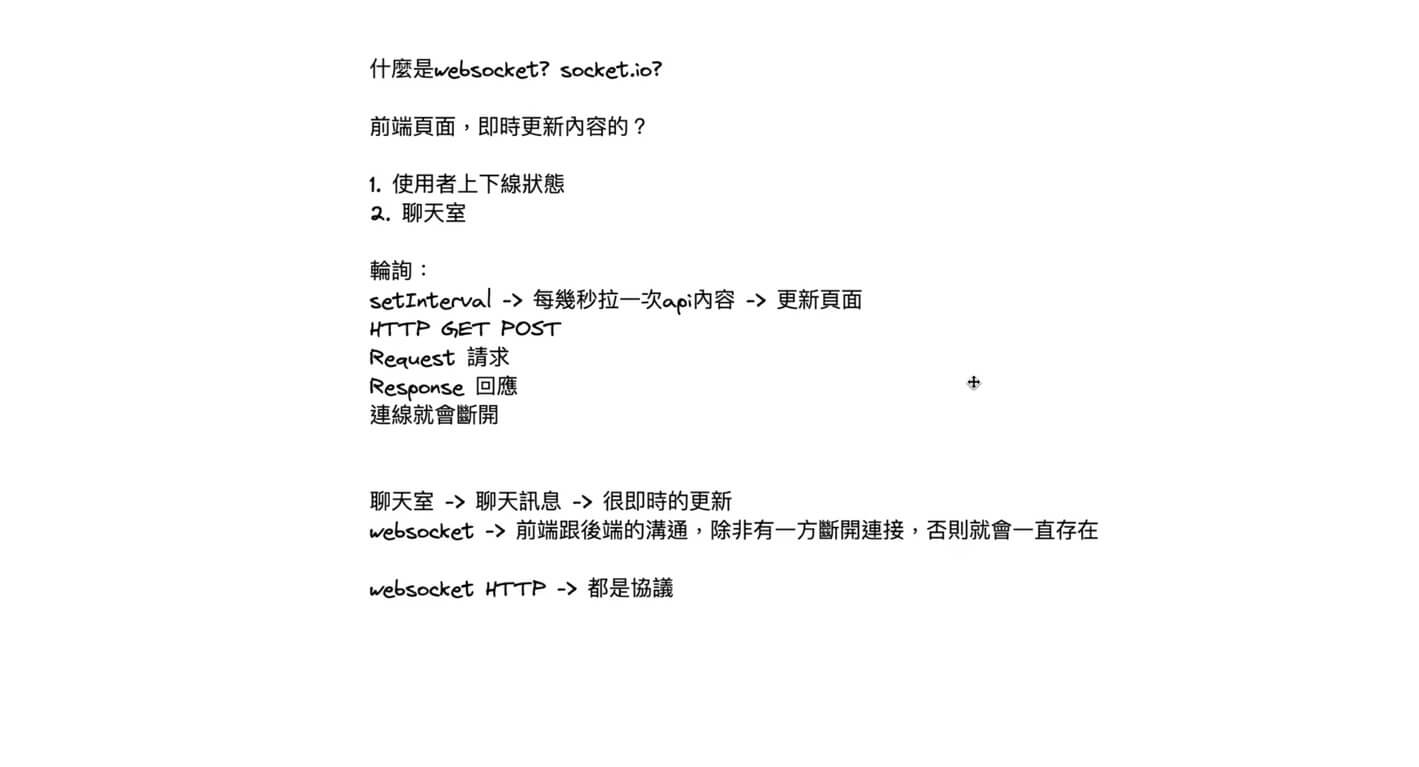 什麼是websocket? socket.io?
前端頁面，即時更新內容的？
1. 使用者上下線狀態
2. 聊天室
輪詢：
setInterval -> 每幾秒拉一次api內容 -> 更新頁面
HTTP GET POST
Request 請求
Response 回應
連線就會斷開
聊天室 -> 聊天訊息 -> 很即時的更新
websocket -> 前端跟後端的溝通，除非有一方斷開連接，否則就會一直存在
websocket HTTP -> 都是協議